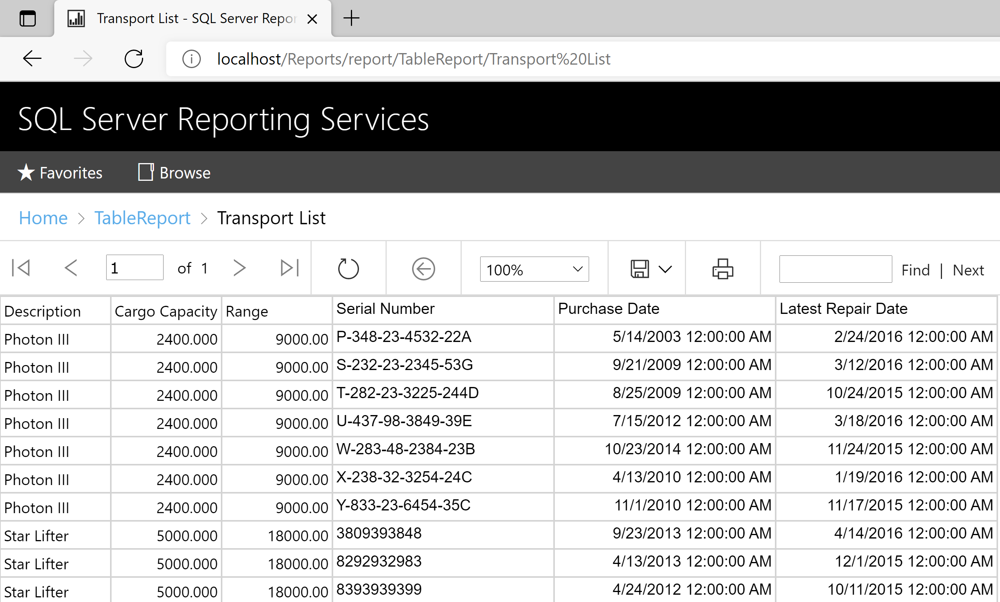 Transport List - SQL Server Repor
localhost/Reports/report/TableReport/Transport%20List
SQL Server Reporting Services
Favorites Browse
Home > TableReport > Transport List
1 of 1 100% Find | Next
Description Cargo Capacity Range Serial Number Purchase Date Latest Repair Date
Photon III 2400.000 9000.00 P-348-23-4532-22A 5/14/2003 12:00:00 AM 2/24/2016 12:00:00 AM
Photon III 2400.000 9000.00 S-232-23-2345-53G 9/21/2009 12:00:00 AM 3/12/2016 12:00:00 AM
Photon III 2400.000 9000.00 T-282-23-3225-244D 8/25/2009 12:00:00 AM 10/24/2015 12:00:00 AM
Photon III 2400.000 9000.00 U-437-98-3849-39E 7/15/2012 12:00:00 AM 3/18/2016 12:00:00 AM
Photon III 2400.000 9000.00 W-283-48-2384-23B 10/23/2014 12:00:00 AM 11/24/2015 12:00:00 AM
Photon III 2400.000 9000.00 X-238-32-3254-24C 4/13/2010 12:00:00 AM 1/19/2016 12:00:00 AM
Photon III 2400.000 9000.00 Y-833-23-6454-35C 11/1/2010 12:00:00 AM 11/17/2015 12:00:00 AM
Star Lifter 5000.000 18000.00 3809393848 9/23/2013 12:00:00 AM 4/14/2016 12:00:00 AM
Star Lifter 5000.000 18000.00 8292932983 4/13/2013 12:00:00 AM 12/1/2015 12:00:00 AM
Star Lifter 5000.000 18000.00 8393939399 4/24/2012 12:00:00 AM 10/11/2015 12:00:00 AM